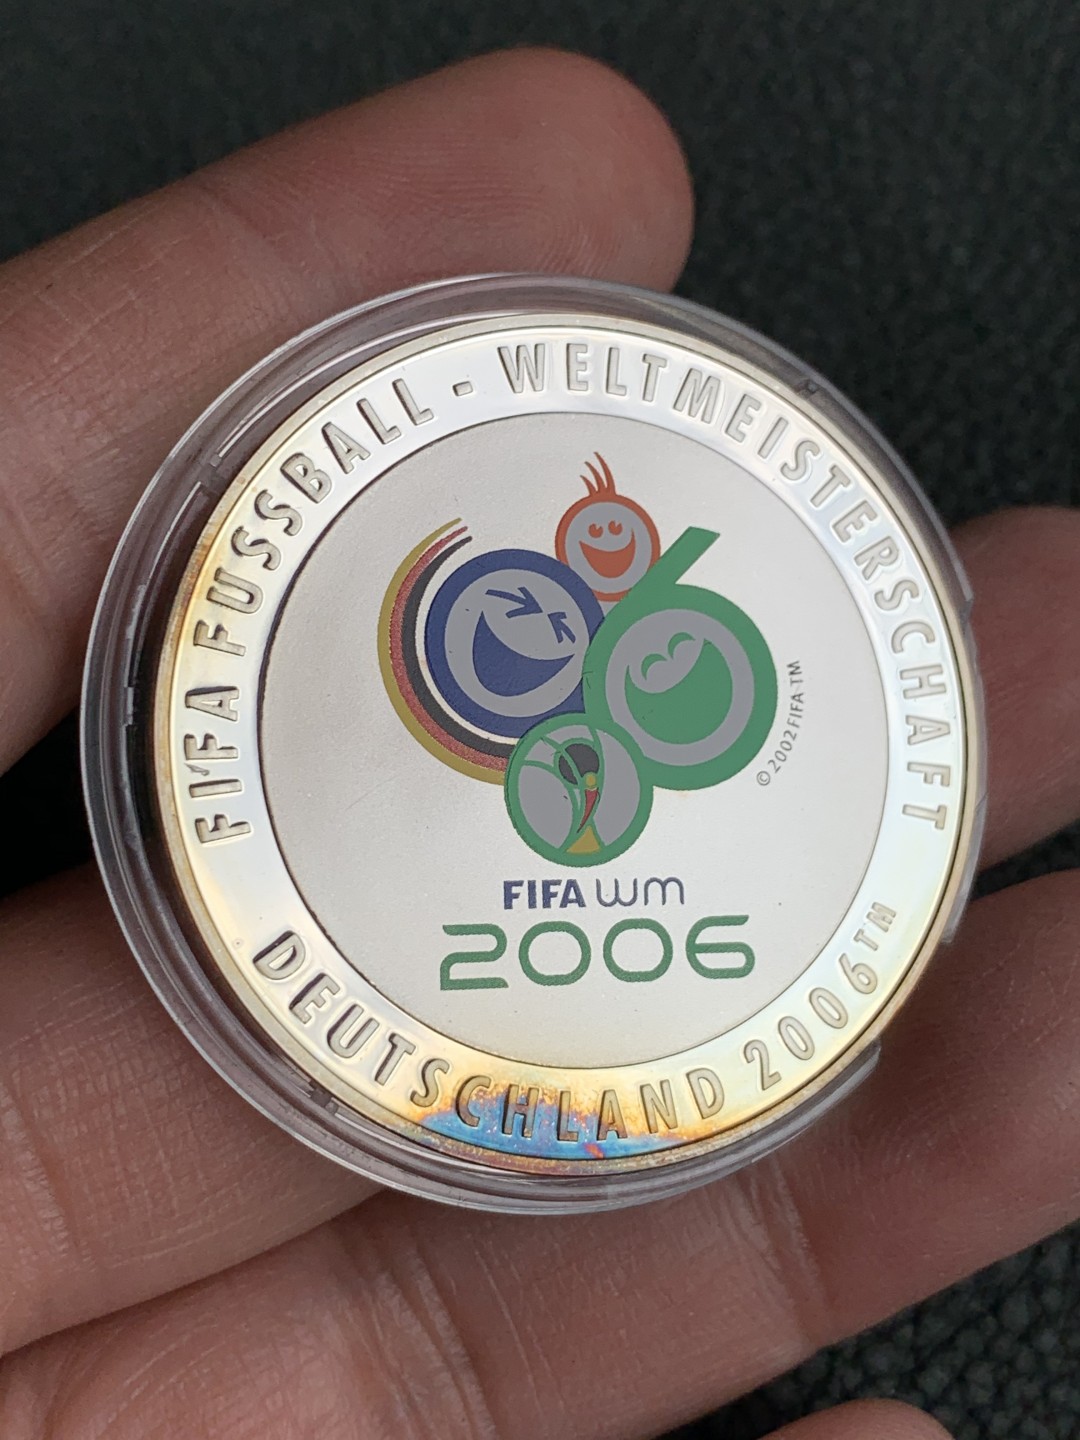 FIFA FUSSBALL - WELTMEISTERSCHAFT
©2002 FIFA TM
FIFA WM
2006
DEUTSCHLAND 2006™